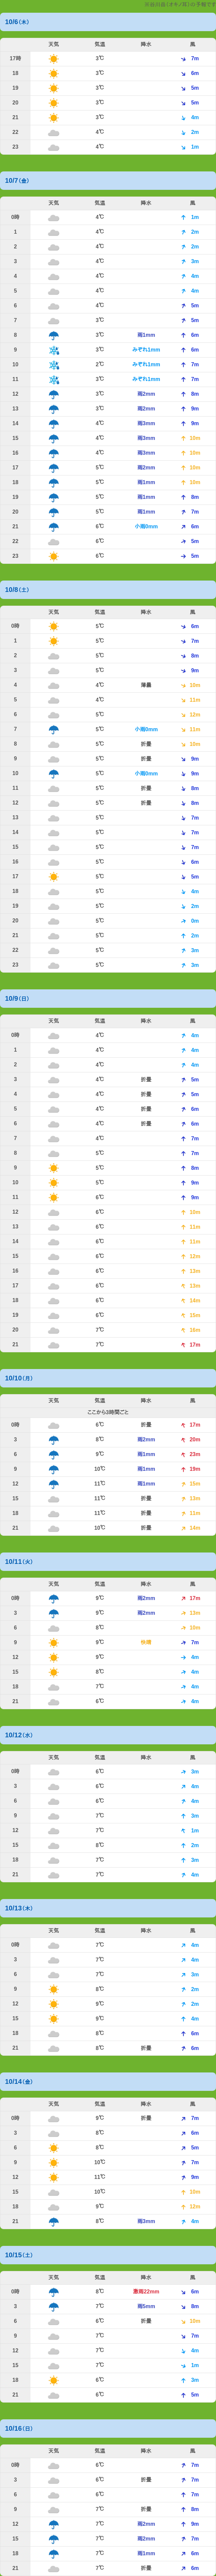 10/6(木)
天気 気温 降水 風
17時 3℃ 7m
18 3℃ 6m
19 3℃ 5m
20 3℃ 5m
21 3℃ 4m
22 4℃ 2m
23 4℃ 1m
10/7(金)
天気 気温 降水 風
0時 4℃ 1m
1 4℃ 2m
2 4℃ 2m
3 4℃ 3m
4 4℃ 4m
5 4℃ 4m
6 4℃ 5m
7 3℃ 5m
8 3℃ 雨1mm 6m
9 3℃ みぞれ1mm 6m
10 2℃ みぞれ1mm 7m
11 3℃ みぞれ1mm 7m
12 3℃ 雨2mm 8m
13 3℃ 雨2mm 9m
14 4℃ 雨3mm 9m
15 4℃ 雨3mm 10m
16 4℃ 雨3mm 10m
17 5℃ 雨2mm 10m
18 5℃ 雨1mm 10m
19 5℃ 雨1mm 8m
20 5℃ 雨1mm 7m
21 6℃ 小雨0mm 6m
22 6℃ 5m
23 6℃ 5m
10/8(土)
天気 気温 降水 風
0時 5℃ 6m
1 5℃ 7m
2 5℃ 8m
3 5℃ 9m
4 4℃ 薄曇 10m
5 4℃ 11m
6 5℃ 12m
7 5℃ 小雨0mm 11m
8 5℃ 折曇 10m
9 5℃ 折曇 9m
10 5℃ 小雨0mm 9m
11 5℃ 折曇 8m
12 5℃ 折曇 8m
13 5℃ 7m
14 5℃ 7m
15 5℃ 7m
16 5℃ 6m
17 5℃ 5m
18 5℃ 4m
19 5℃ 2m
20 5℃ 0m
21 5℃ 2m
22 5℃ 3m
23 5℃ 3m
10/9(日)
天気 気温 降水 風
0時 4℃ 4m
1 4℃ 4m
2 4℃ 4m
3 4℃ 折曇 5m
4 4℃ 折曇 5m
5 4℃ 折曇 6m
6 4℃ 折曇 6m
7 4℃ 7m
8 5℃ 7m
9 5℃ 8m
10 5℃ 9m
11 6℃ 9m
12 6℃ 10m
13 6℃ 11m
14 6℃ 11m
15 6℃ 12m
16 6℃ 13m
17 6℃ 13m
18 6℃ 14m
19 6℃ 15m
20 7℃ 16m
21 7℃ 17m
10/10(月)
天気 気温 降水 風
ここから3時間ごと
0時 6℃ 折曇 17m
3 8℃ 雨2mm 20m
6 9℃ 雨1mm 23m
9 10℃ 雨1mm 19m
12 11℃ 雨1mm 15m
15 11℃ 折曇 13m
18 11℃ 折曇 11m
21 10℃ 折曇 14m
10/11(火)
天気 気温 降水 風
0時 9℃ 雨2mm 17m
3 9℃ 雨2mm 13m
6 8℃ 10m
9 9℃ 快晴 7m
12 9℃ 4m
15 8℃ 4m
18 7℃ 4m
21 6℃ 4m
10/12(水)
天気 気温 降水 風
0時 6℃ 3m
3 6℃ 4m
6 6℃ 4m
9 7℃ 3m
12 7℃ 1m
15 8℃ 2m
18 7℃ 3m
21 7℃ 4m
10/13(木)
天気 気温 降水 風
0時 7℃ 4m
3 7℃ 4m
6 7℃ 3m
9 8℃ 2m
12 9℃ 2m
15 9℃ 4m
18 8℃ 6m
21 8℃ 折曇 6m
10/14(金)
天気 気温 降水 風
0時 9℃ 折曇 7m
3 8℃ 6m
6 8℃ 5m
9 10℃ 7m
12 11℃ 9m
15 10℃ 10m
18 9℃ 12m
21 8℃ 雨3mm 4m
10/15(土)
天気 気温 降水 風
0時 8℃ 激雨22mm 6m
3 7℃ 雨5mm 8m
6 6℃ 折曇 10m
9 7℃ 7m
12 7℃ 4m
15 7℃ 1m
18 6℃ 3m
21 6℃ 5m
10/16(日)
天気 気温 降水 風
0時 6℃ 7m
3 6℃ 折曇 7m
6 6℃ 7m
9 7℃ 折曇 8m
12 7℃ 雨2mm 9m
15 7℃ 雨2mm 7m
18 7℃ 雨1mm 6m
21 7℃ 折曇 6m